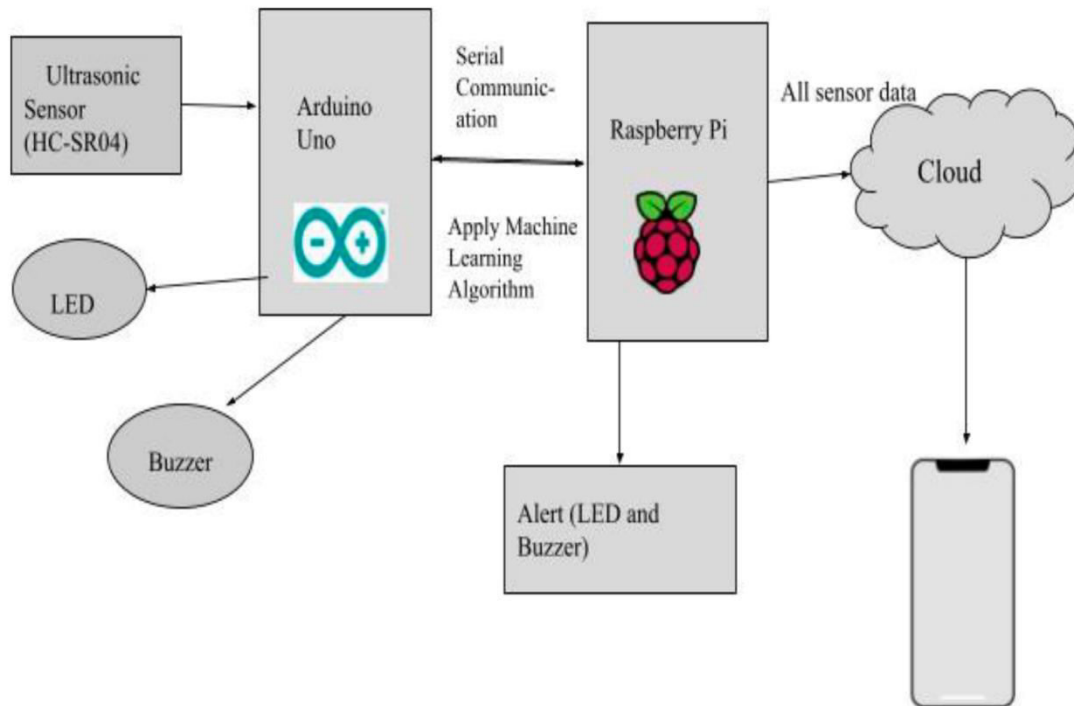 Ultrasonic
Sensor
(HC-SR04)
Arduino
Uno
Serial
Communic-
ation
Apply Machine
Learning
Algorithm
Raspberry Pi
All sensor data
Cloud
LED
Buzzer
Alert (LED and
Buzzer)